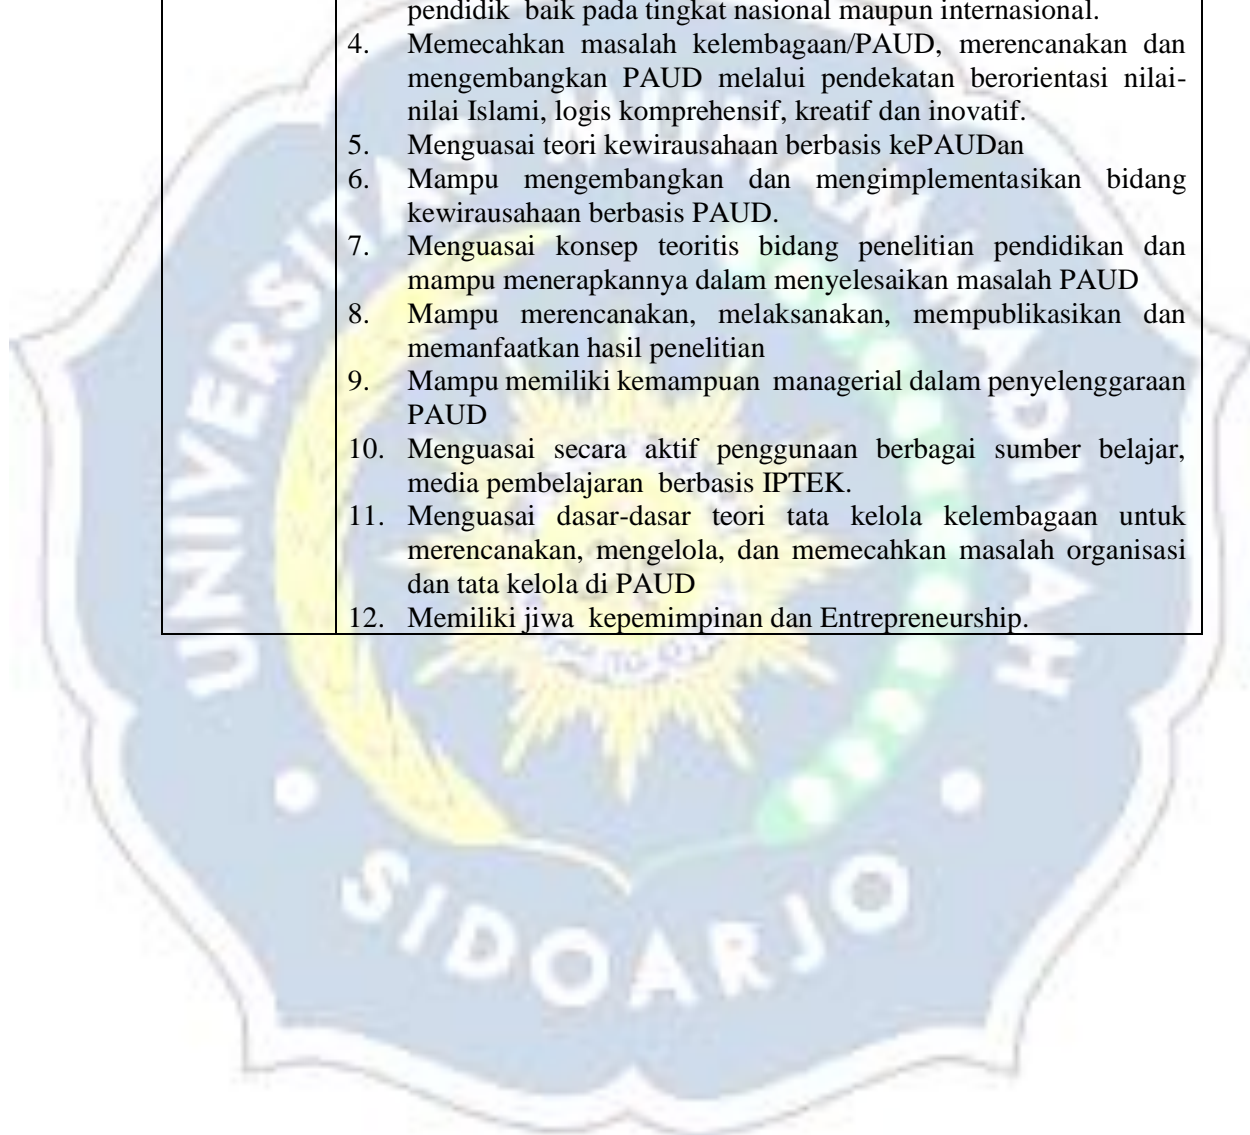 pendidik baik pada tingkat nasional maupun internasional.
4. Memecahkan masalah kelembagaan/PAUD, merencanakan dan
mengembangkan PAUD melalui pendekatan berorientasi nilai-
nilai Islami, logis komprehensif, kreatif dan inovatif.
5. Menguasai teori kewirausahaan berbasis kePAUDan
6. Mampu mengembangkan dan mengimplementasikan bidang
kewirausahaan berbasis PAUD.
7. Menguasai konsep teoritis bidang penelitian pendidikan dan
mampu menerapkannya dalam menyelesaikan masalah PAUD
8. Mampu merencanakan, melaksanakan, mempublikasikan dan
memanfaatkan hasil penelitian
9. Mampu memiliki kemampuan managerial dalam penyelenggaraan
PAUD
10. Menguasai secara aktif penggunaan berbagai sumber belajar,
media pembelajaran berbasis IPTEK.
11. Menguasai dasar-dasar teori tata kelola kelembagaan untuk
merencanakan, mengelola, dan memecahkan masalah organisasi
dan tata kelola di PAUD
12. Memiliki jiwa kepemimpinan dan Entrepreneurship.
UNIVERSITAS MUHAMMADIYAH
SIDOARJO